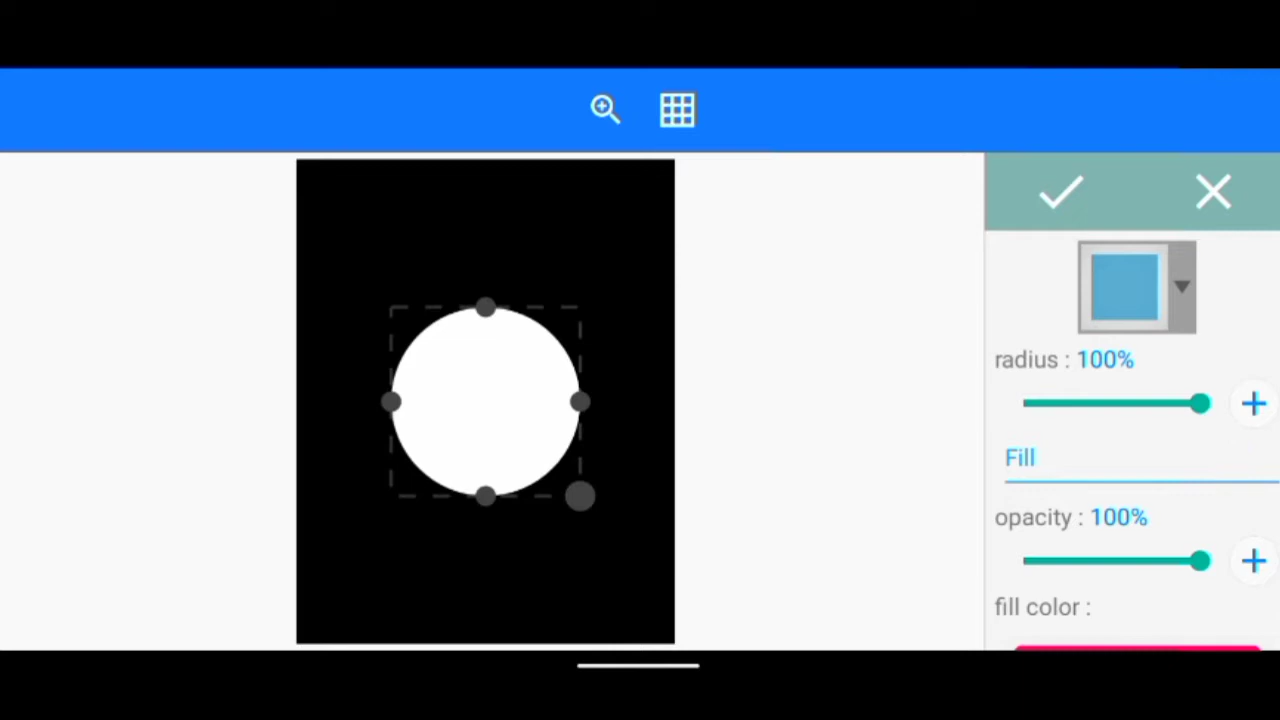 radius : 100%
Fill
opacity : 100%
fill color :